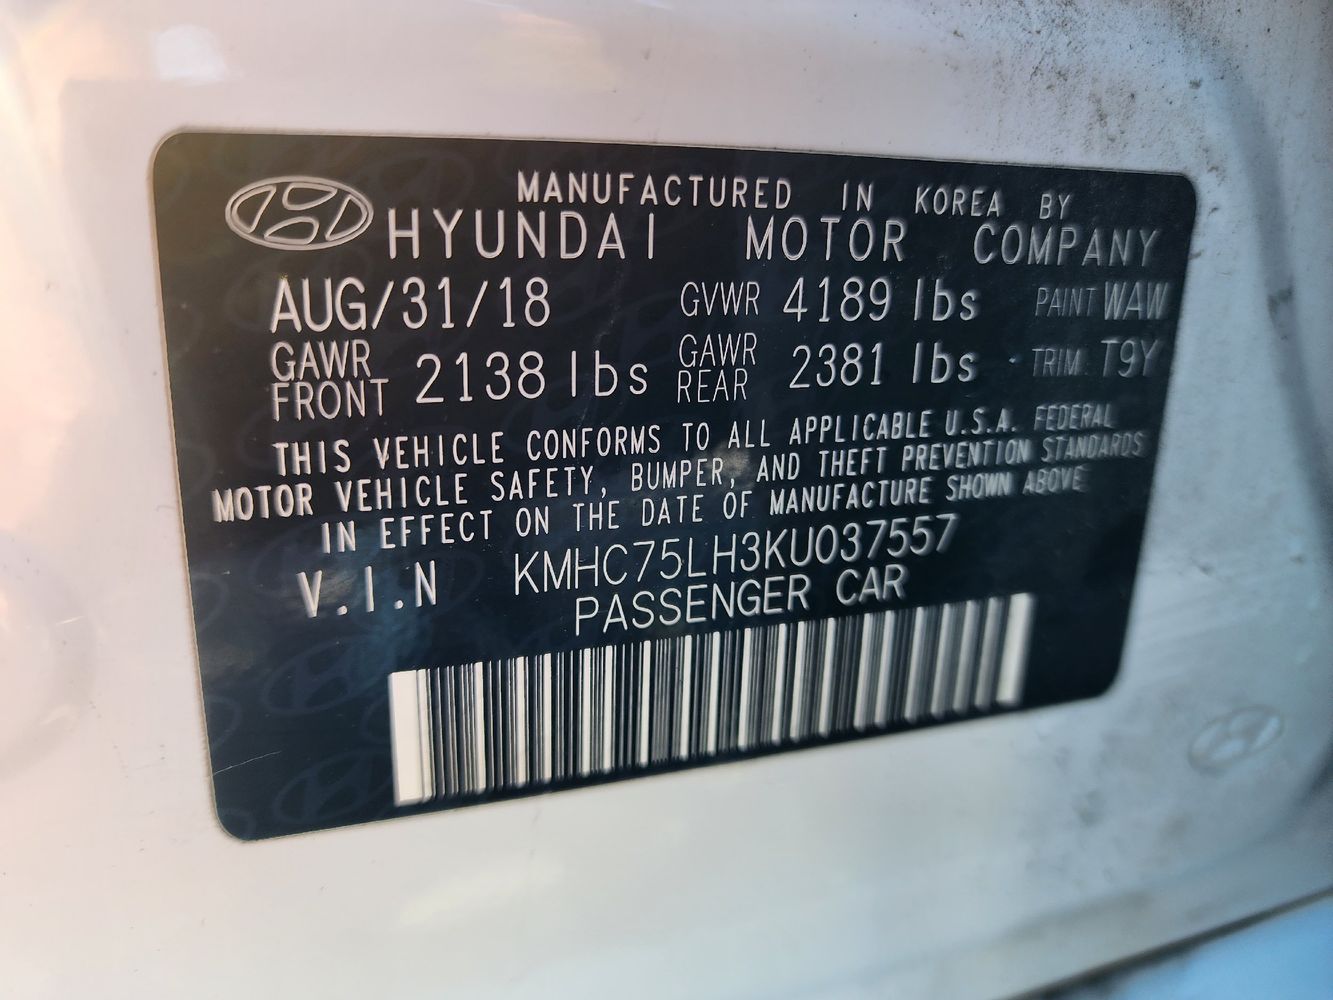 MANUFACTURED IN KOREA BY
HYUNDAI MOTOR COMPANY
AUG/31/18 GVWR 4189 lbs PAINT WAW
GAWR FRONT 2138 lbs GAWR REAR 2381 lbs TRIM: T9Y
THIS VEHICLE CONFORMS TO ALL APPLICABLE U.S.A. FEDERAL
MOTOR VEHICLE SAFETY, BUMPER, AND THEFT PREVENTION STANDARDS
IN EFFECT ON THE DATE OF MANUFACTURE SHOWN ABOVE
V.I.N KMHC75LH3KU037557
PASSENGER CAR